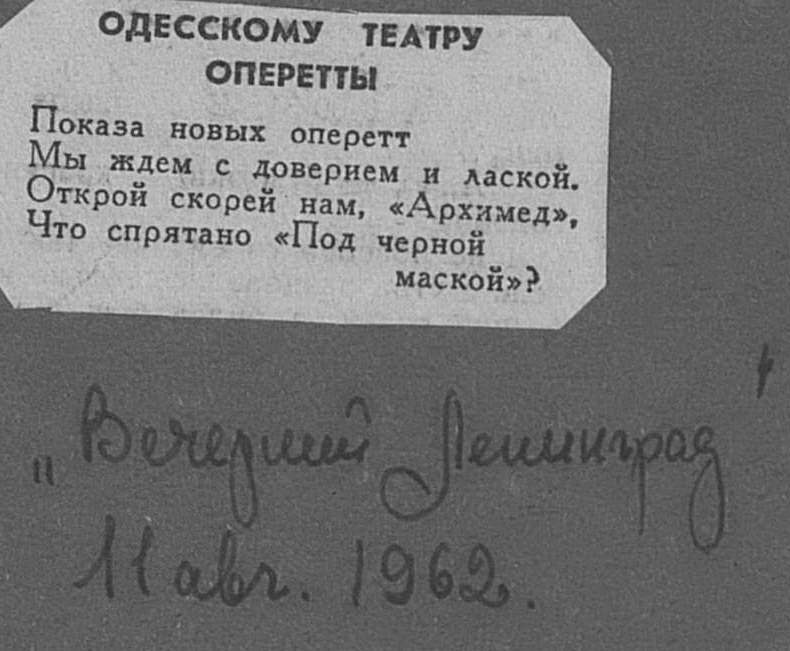 ОДЕССКОМУ ТЕАТРУ
ОПЕРЕТТЫ
Показа новых оперетт
Мы ждем с доверием и лаской.
Открой скорей нам, «Архимед»,
Что спрятано «Под черной
маской»?
„Вечерний Ленинград"
11 авг. 1962.